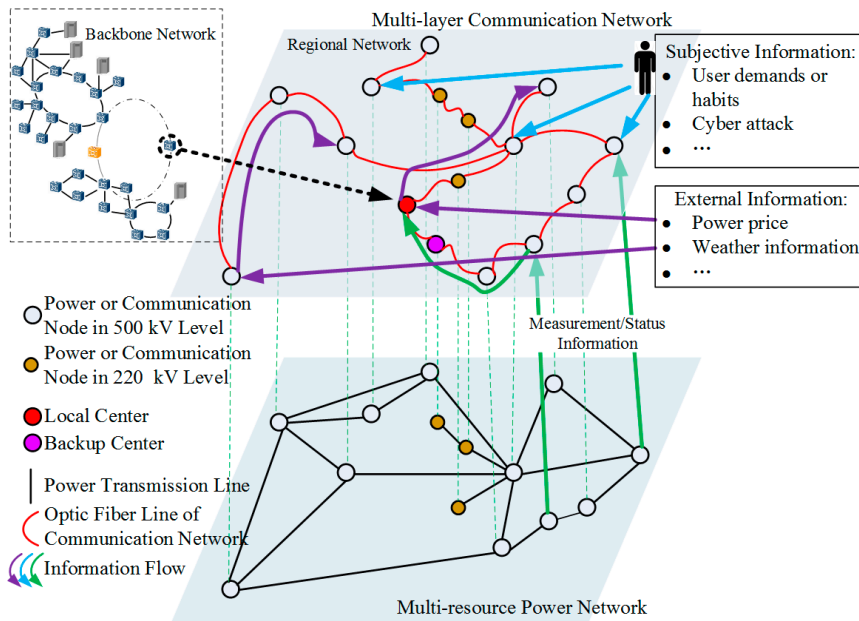 Multi-layer Communication Network
Backbone Network
Regional Network
Subjective Information:
• User demands or
habits
• Cyber attack
• …
External Information:
• Power price
• Weather information
• …
Measurement/Status
Information
Power or Communication
Node in 500 kV Level
Power or Communication
Node in 220 kV Level
Local Center
Backup Center
Power Transmission Line
Optic Fiber Line of
Communication Network
Information Flow
Multi-resource Power Network